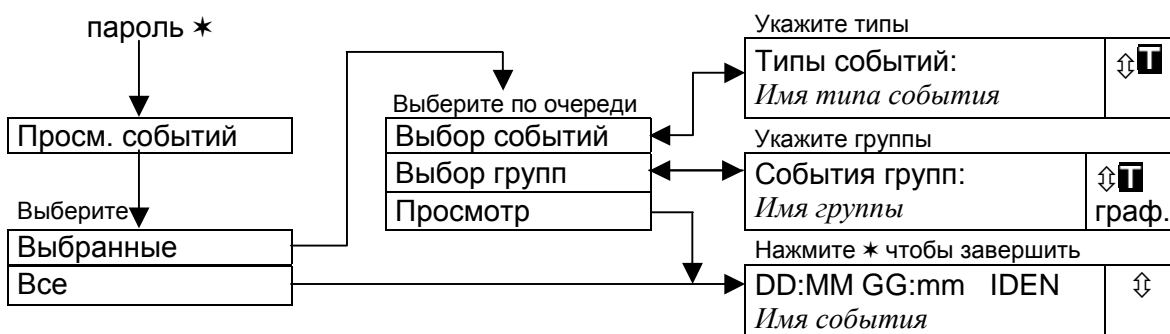 пароль ✶
Просм. событий
Выберите
Выбранные
Все
Выберите по очереди
Выбор событий
Выбор групп
Просмотр
Укажите типы
Типы событий:
⇳T
Имя типа события
Укажите группы
События групп:
⇳T
Имя группы
граф.
Нажмите ✶ чтобы завершить
DD:MM GG:mm IDEN
⇳
Имя события